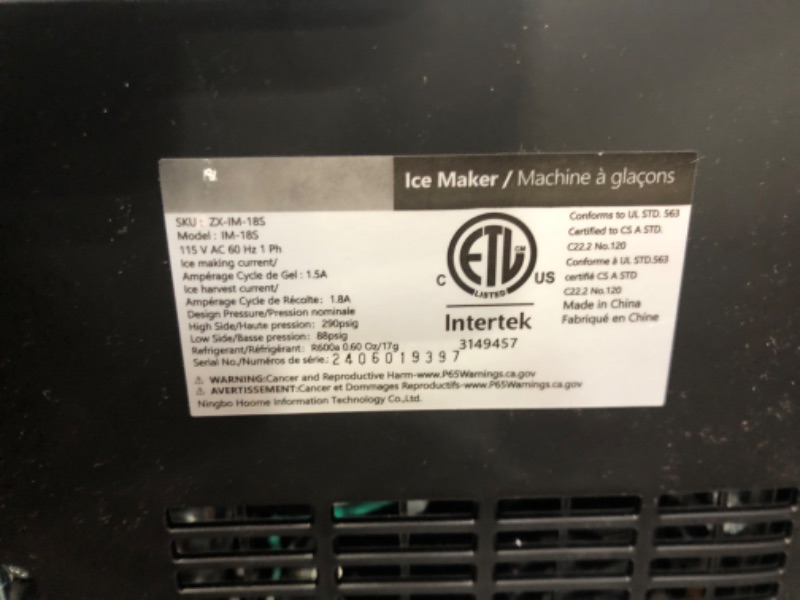 Ice Maker / Machine à glaçons
SKU : ZX-IM-18S
Model : IM-18S
115 V AC 60 Hz 1 Ph
Ice making current/
Ampérage Cycle de Gel : 1.5A
Ice harvest current/
Ampérage Cycle de Récolte: 1.8A
Design Pressure/Pression nominale
High Side/Haute pression: 290psig
Low Side/Basse pression: 88psig
Refrigerant/Réfrigérant: R600a 0.60 Oz/17g
Serial No./Numéros de série: 2406019397
C ETL CM US
LISTED
Intertek
3149457
Conforms to UL STD. 563
Certified to CS A STD.
C22.2 No.120
Conforme à UL STD.563
certifié CS A STD
C22.2 No.120
Made in China
Fabriqué en Chine
⚠ WARNING:Cancer and Reproductive Harm-www.P65Warnings.ca.gov
⚠ AVERTISSEMENT:Cancer et Dommages Reproductifs-www.P65Warnings.ca.gov
Ningbo Hoome Information Technology Co.,Ltd.